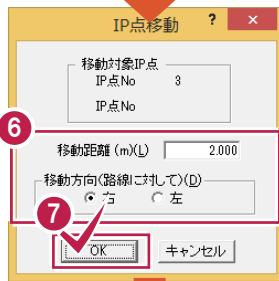 IP点移動 ? ×
移動対象IP点
IP点No 3
IP点No
6
移動距離 (m)(L) 2.000
移動方向(路線に対して)(D)
右 左
7
OK キャンセル